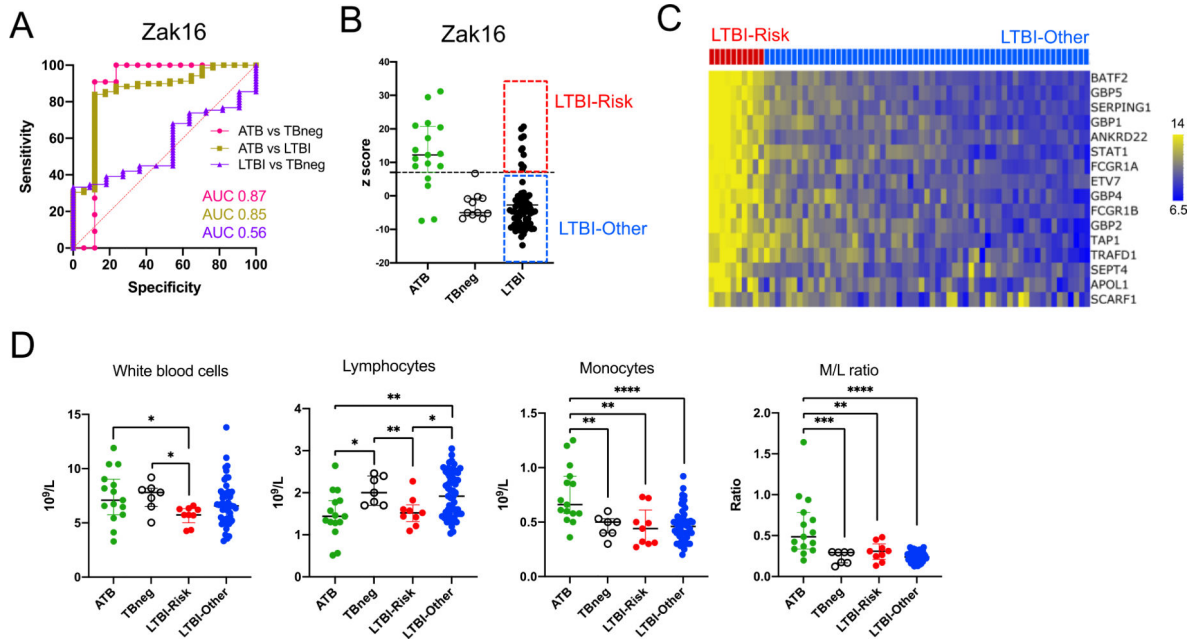 A
Zak16
Sensitivity
100
80
60
40
20
0
0 20 40 60 80 100
Specificity
ATB vs TBneg
ATB vs LTBI
LTBI vs TBneg
AUC 0.87
AUC 0.85
AUC 0.56
B
Zak16
z score
40
30
20
10
0
-10
-20
ATB
TBneg
LTBI
LTBI-Risk
LTBI-Other
C
LTBI-Risk LTBI-Other
BATF2
GBP5
SERPING1
GBP1
ANKRD22
STAT1
FCGR1A
ETV7
GBP4
FCGR1B
GBP2
TAP1
TRAFD1
SEPT4
APOL1
SCARF1
14
6.5
D
White blood cells
10⁹/L
15
10
5
0
*
*
ATB
TBneg
LTBI-Risk
LTBI-Other
Lymphocytes
10⁹/L
4
3
2
1
0
**
*
**
*
ATB
TBneg
LTBI-Risk
LTBI-Other
Monocytes
10⁹/L
1.5
1.0
0.5
0.0
****
**
**
ATB
TBneg
LTBI-Risk
LTBI-Other
M/L ratio
Ratio
2.0
1.5
1.0
0.5
0.0
****
**
***
ATB
TBneg
LTBI-Risk
LTBI-Other